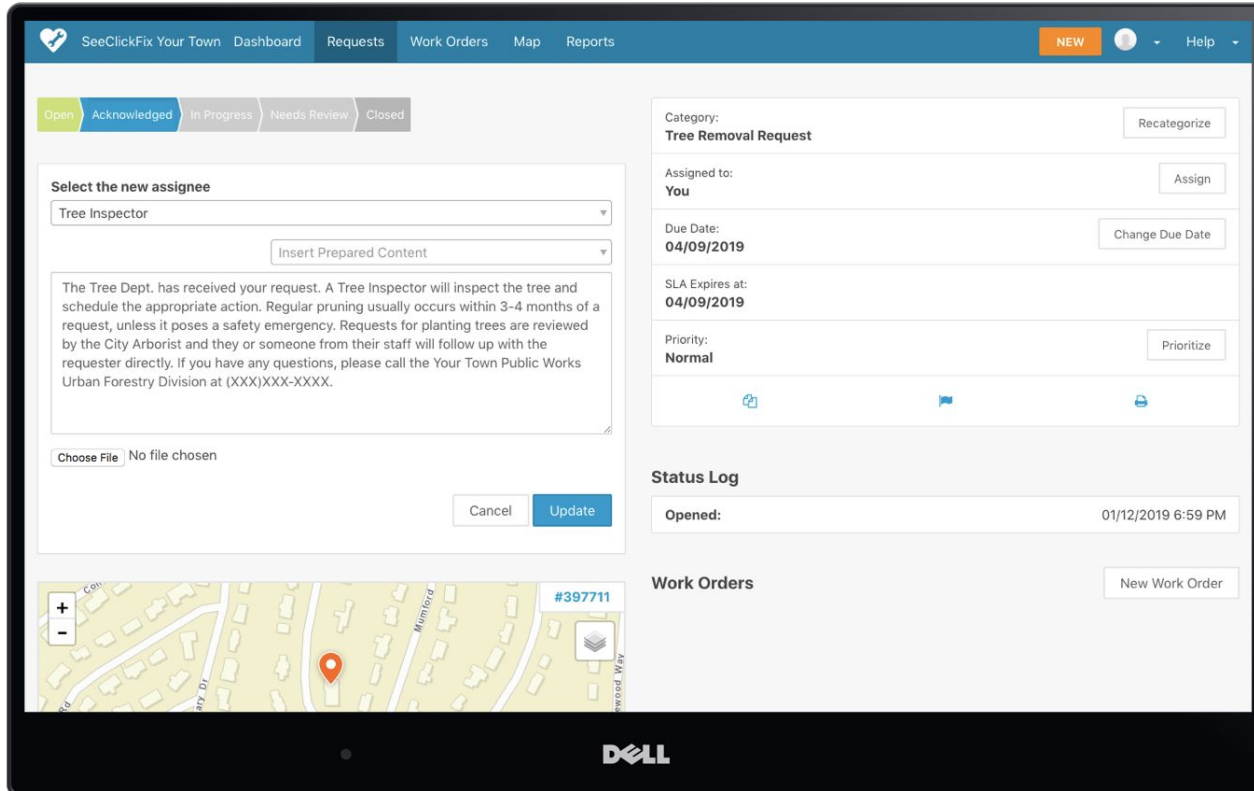 SeeClickFix Your Town Dashboard Requests Work Orders Map Reports NEW Help
Open Acknowledged In Progress Needs Review Closed
Select the new assignee
Tree Inspector
Insert Prepared Content
The Tree Dept. has received your request. A Tree Inspector will inspect the tree and
schedule the appropriate action. Regular pruning usually occurs within 3-4 months of a
request, unless it poses a safety emergency. Requests for planting trees are reviewed
by the City Arborist and they or someone from their staff will follow up with the
requester directly. If you have any questions, please call the Your Town Public Works
Urban Forestry Division at (XXX)XXX-XXXX.
Choose File No file chosen
Cancel Update
+
−
#397711
Mumford
Dr
Rd
Way
Category:
Tree Removal Request
Recategorize
Assigned to:
You
Assign
Due Date:
04/09/2019
Change Due Date
SLA Expires at:
04/09/2019
Priority:
Normal
Prioritize
Status Log
Opened: 01/12/2019 6:59 PM
Work Orders
New Work Order
DELL